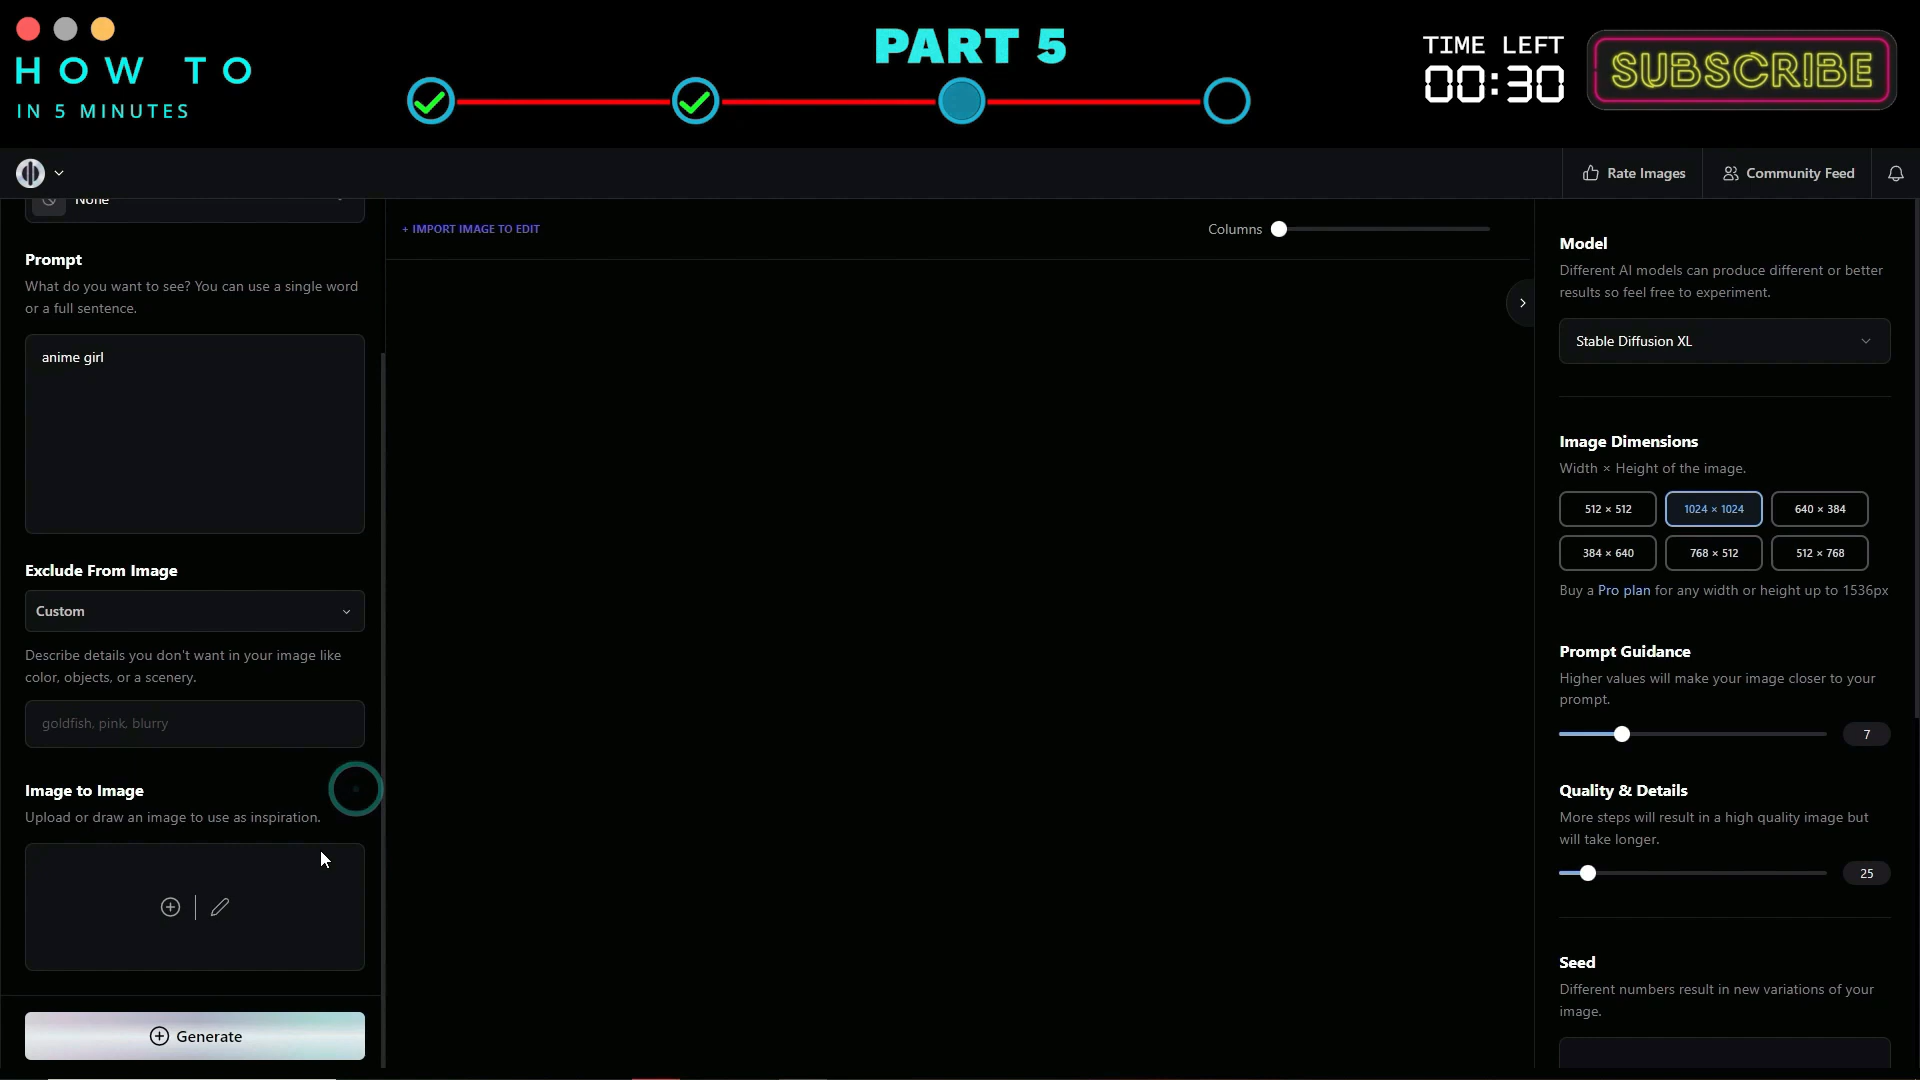 HOW TO
IN 5 MINUTES
PART 5
TIME LEFT
00:30
SUBSCRIBE
Rate Images
Community Feed
None
Prompt
What do you want to see? You can use a single word
or a full sentence.
anime girl
Exclude From Image
Custom
Describe details you don't want in your image like
color, objects, or a scenery.
goldfish, pink, blurry
Image to Image
Upload or draw an image to use as inspiration.
Generate
+ IMPORT IMAGE TO EDIT
Columns
Model
Different AI models can produce different or better
results so feel free to experiment.
Stable Diffusion XL
Image Dimensions
Width × Height of the image.
512 × 512
1024 × 1024
640 × 384
384 × 640
768 × 512
512 × 768
Buy a Pro plan for any width or height up to 1536px
Prompt Guidance
Higher values will make your image closer to your
prompt.
7
Quality & Details
More steps will result in a high quality image but
will take longer.
25
Seed
Different numbers result in new variations of your
image.